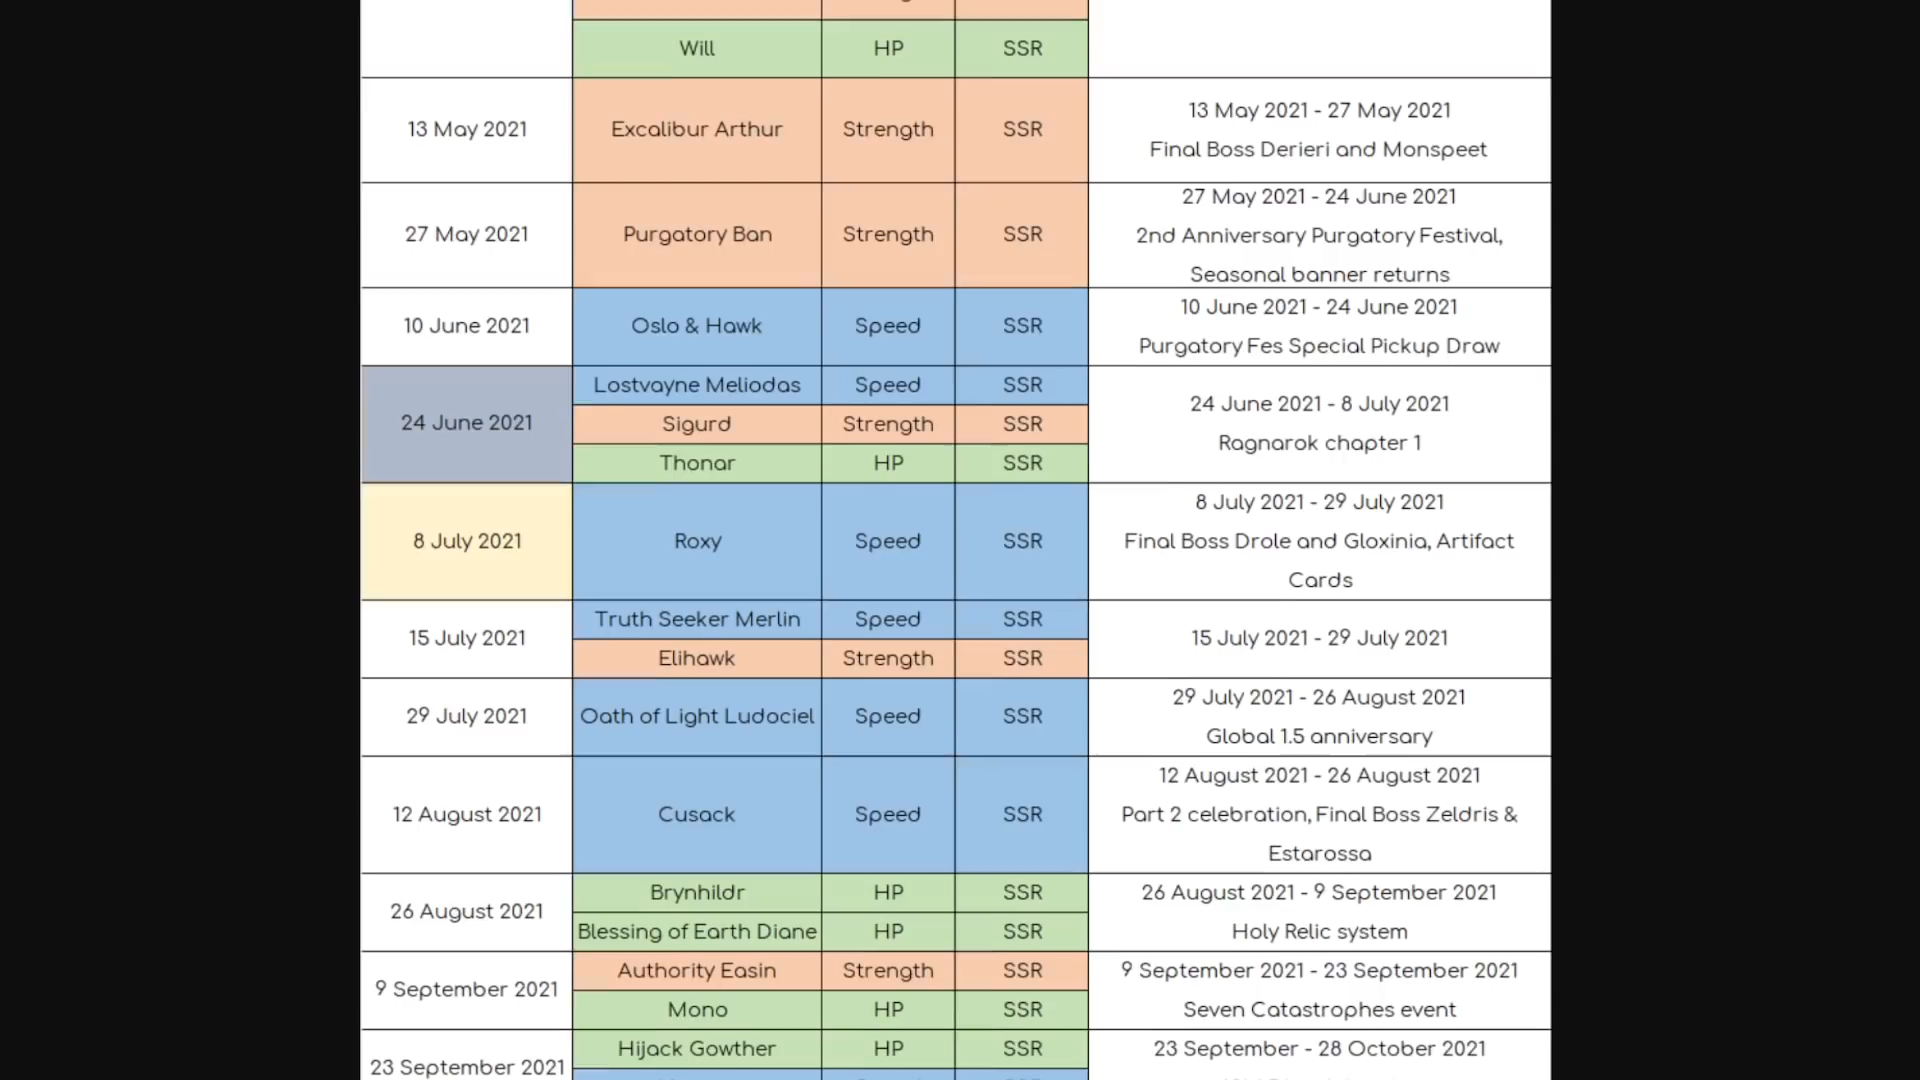 Will HP SSR
13 May 2021 Excalibur Arthur Strength SSR 13 May 2021 - 27 May 2021
Final Boss Derieri and Monspeet
27 May 2021 Purgatory Ban Strength SSR 27 May 2021 - 24 June 2021
2nd Anniversary Purgatory Festival,
Seasonal banner returns
10 June 2021 Oslo & Hawk Speed SSR 10 June 2021 - 24 June 2021
Purgatory Fes Special Pickup Draw
24 June 2021 Lostvayne Meliodas Speed SSR 24 June 2021 - 8 July 2021
Sigurd Strength SSR Ragnarok chapter 1
Thonar HP SSR
8 July 2021 Roxy Speed SSR 8 July 2021 - 29 July 2021
Final Boss Drole and Gloxinia, Artifact
Cards
15 July 2021 Truth Seeker Merlin Speed SSR 15 July 2021 - 29 July 2021
Elihawk Strength SSR
29 July 2021 Oath of Light Ludociel Speed SSR 29 July 2021 - 26 August 2021
Global 1.5 anniversary
12 August 2021 Cusack Speed SSR 12 August 2021 - 26 August 2021
Part 2 celebration, Final Boss Zeldris &
Estarossa
26 August 2021 Brynhildr HP SSR 26 August 2021 - 9 September 2021
Blessing of Earth Diane HP SSR Holy Relic system
9 September 2021 Authority Easin Strength SSR 9 September 2021 - 23 September 2021
Mono HP SSR Seven Catastrophes event
23 September 2021 Hijack Gowther HP SSR 23 September - 28 October 2021